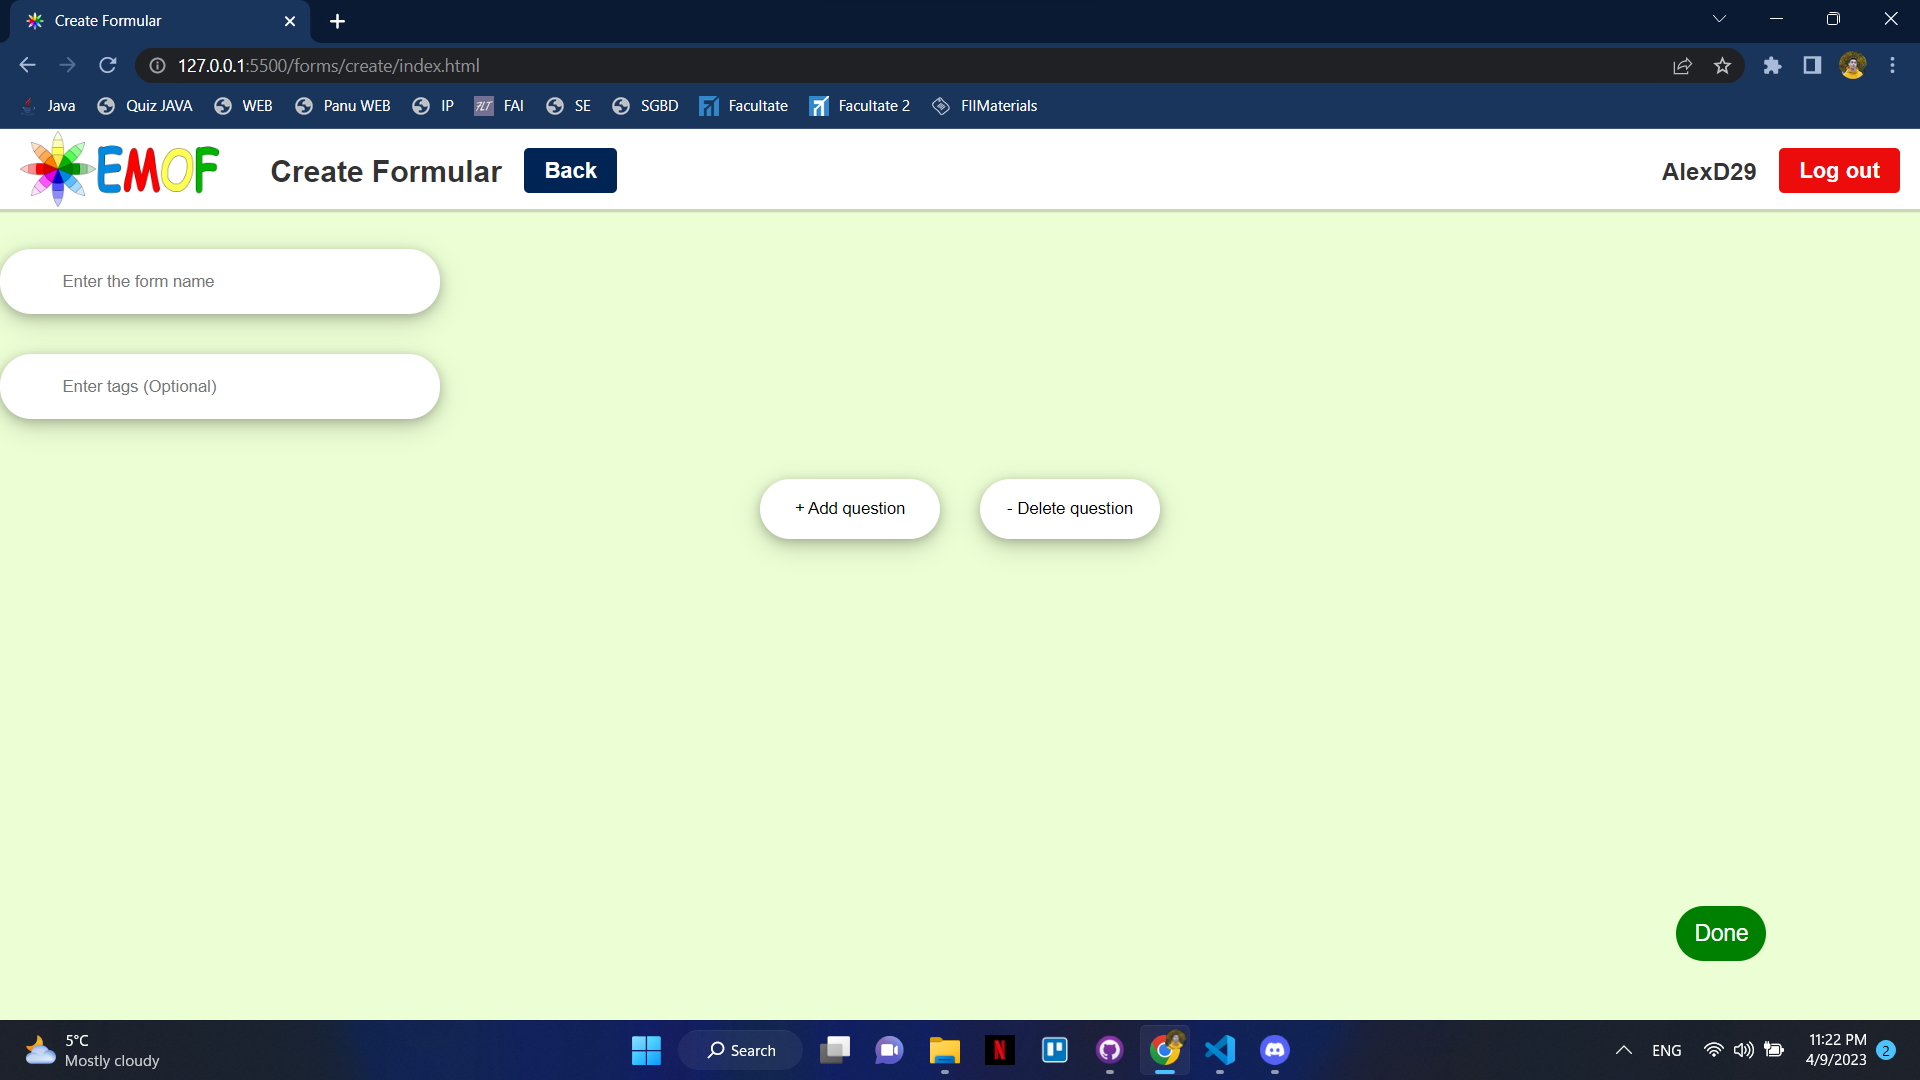 Create Formular
127.0.0.1:5500/forms/create/index.html
Java Quiz JAVA WEB Panu WEB IP FLT FAI SE SGBD Facultate Facultate 2 FIIMaterials
EMOF Create Formular Back AlexD29 Log out
Enter the form name
Enter tags (Optional)
+ Add question - Delete question
Done
5°C
Mostly cloudy
Search
N
ENG
11:22 PM
4/9/2023
2